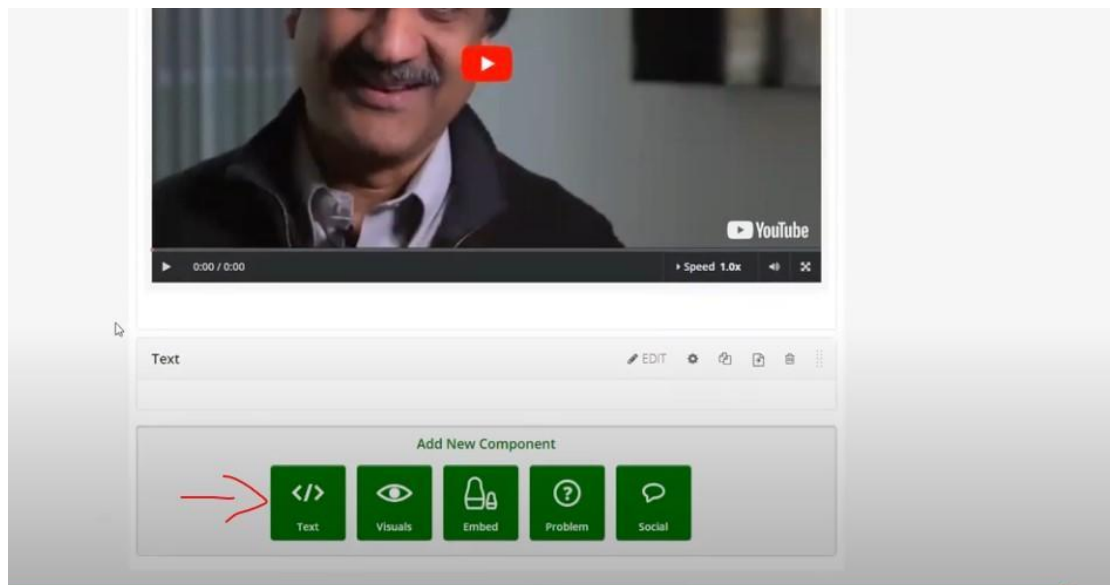 YouTube
0:00 / 0:00
Speed 1.0x
Text
EDIT
Add New Component
</>
Text
Visuals
Embed
Problem
Social